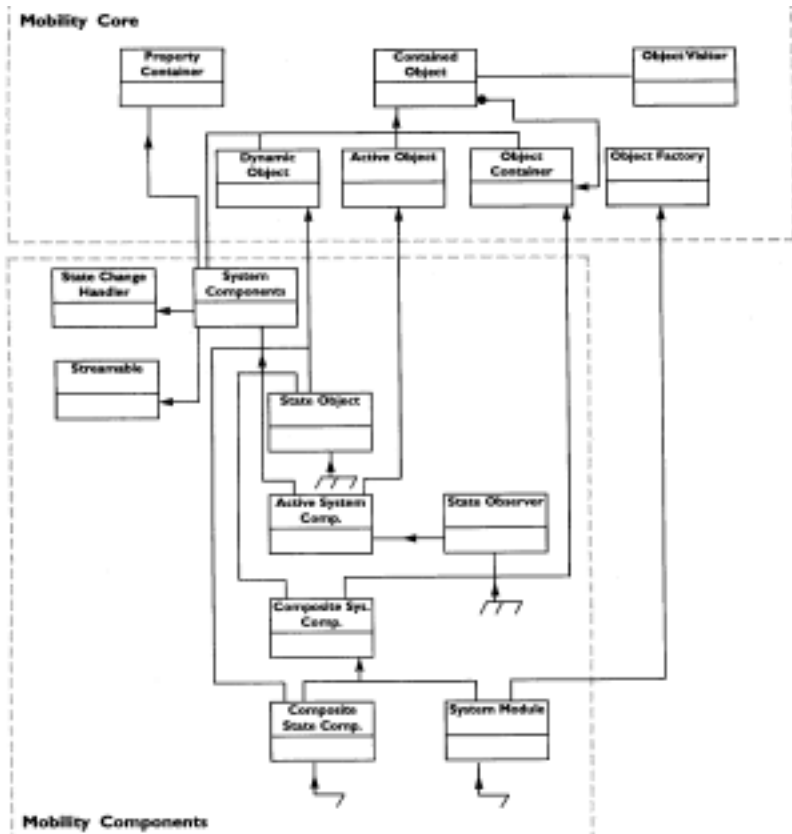 Mobility Core
Property
Container
Contained
Object
Object Visitor
Dynamic
Object
Active Object
Object
Container
Object Factory
State Change
Handler
System
Components
Streamable
State Object
Active System
Comp.
State Observer
Composite Sys.
Comp.
Composite
State Comp.
System Module
Mobility Components